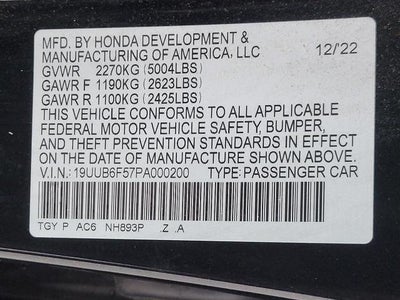 MFD. BY HONDA DEVELOPMENT &
MANUFACTURING OF AMERICA, LLC 12/22
GVWR 2270KG (5004LBS)
GAWR F 1190KG (2623LBS)
GAWR R 1100KG (2425LBS)
THIS VEHICLE CONFORMS TO ALL APPLICABLE
FEDERAL MOTOR VEHICLE SAFETY, BUMPER,
AND THEFT PREVENTION STANDARDS IN EFFECT
ON THE DATE OF MANUFACTURE SHOWN ABOVE.
V.I.N.: 19UUB6F57PA000200 TYPE: PASSENGER CAR
TGY P AC6 NH893P .Z .A